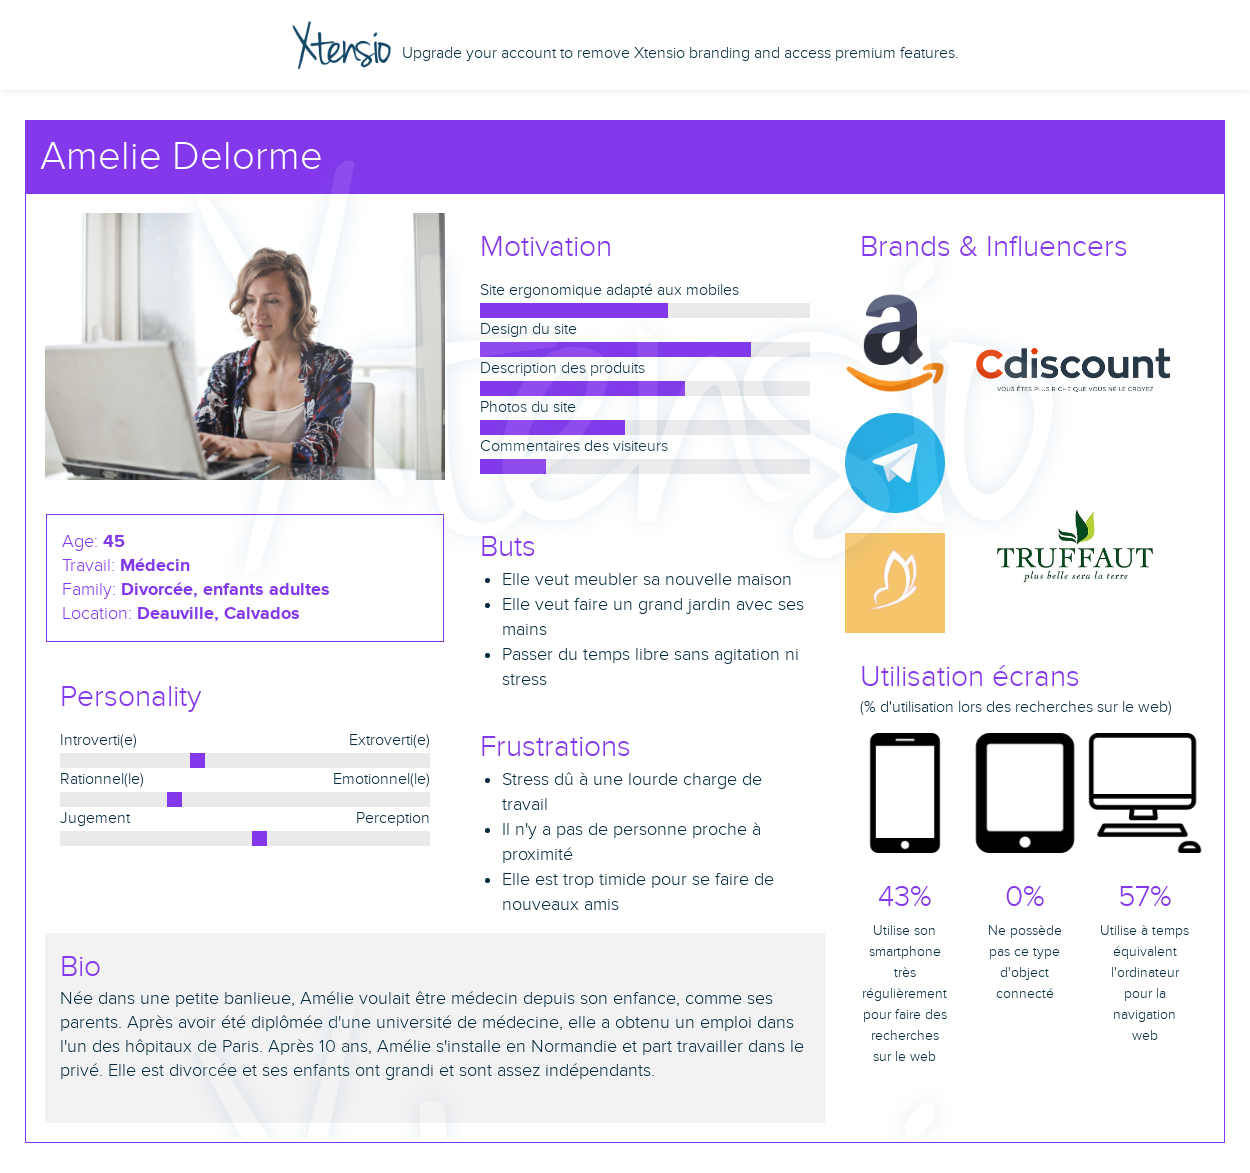 Xtensio Upgrade your account to remove Xtensio branding and access premium features.
Amelie Delorme
Age: 45
Travail: Médecin
Family: Divorcée, enfants adultes
Location: Deauville, Calvados
Personality
Introverti(e) Extroverti(e)
Rationnel(le) Emotionnel(le)
Jugement Perception
Motivation
Site ergonomique adapté aux mobiles
Design du site
Description des produits
Photos du site
Commentaires des visiteurs
Buts
Elle veut meubler sa nouvelle maison
Elle veut faire un grand jardin avec ses
mains
Passer du temps libre sans agitation ni
stress
Frustrations
Stress dû à une lourde charge de
travail
Il n'y a pas de personne proche à
proximité
Elle est trop timide pour se faire de
nouveaux amis
Bio
Née dans une petite banlieue, Amélie voulait être médecin depuis son enfance, comme ses
parents. Après avoir été diplômée d'une université de médecine, elle a obtenu un emploi dans
l'un des hôpitaux de Paris. Après 10 ans, Amélie s'installe en Normandie et part travailler dans le
privé. Elle est divorcée et ses enfants ont grandi et sont assez indépendants.
Brands & Influencers
a
Cdiscount
VOUS ÊTES PLUS RICHE QUE VOUS NE LE CROYEZ
TRUFFAUT
plus belle sera la terre
Utilisation écrans
(% d'utilisation lors des recherches sur le web)
43%
Utilise son
smartphone
très
régulièrement
pour faire des
recherches
sur le web
0%
Ne possède
pas ce type
d'object
connecté
57%
Utilise à temps
équivalent
l'ordinateur
pour la
navigation
web
Xtensio